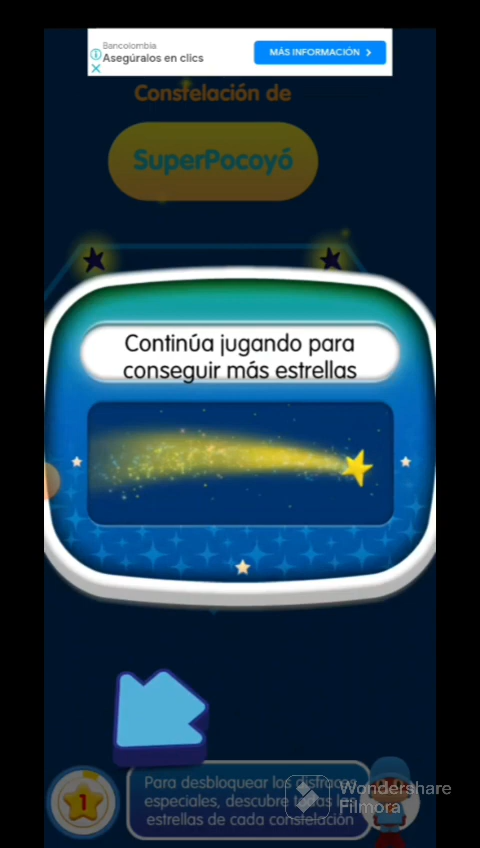 Bancolombia
Asegúralos en clics
MÁS INFORMACIÓN
Constelación de
SuperPocoyó
Continúa jugando para
conseguir más estrellas
1
Para desbloquear los disfraces
especiales, descubre todas las
estrellas de cada constelación
Wondershare
Filmora